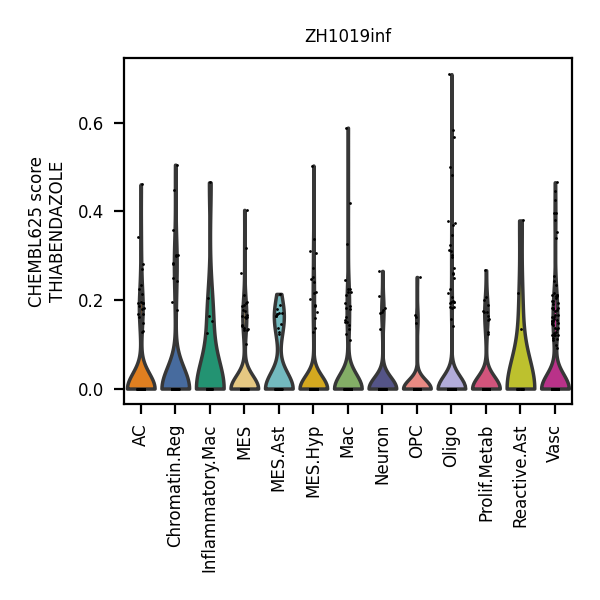 ZH1019inf
CHEMBL625 score
THIABENDAZOLE
0.6
0.4
0.2
0.0
AC
Chromatin.Reg
Inflammatory.Mac
MES
MES.Ast
MES.Hyp
Mac
Neuron
OPC
Oligo
Prolif.Metab
Reactive.Ast
Vasc